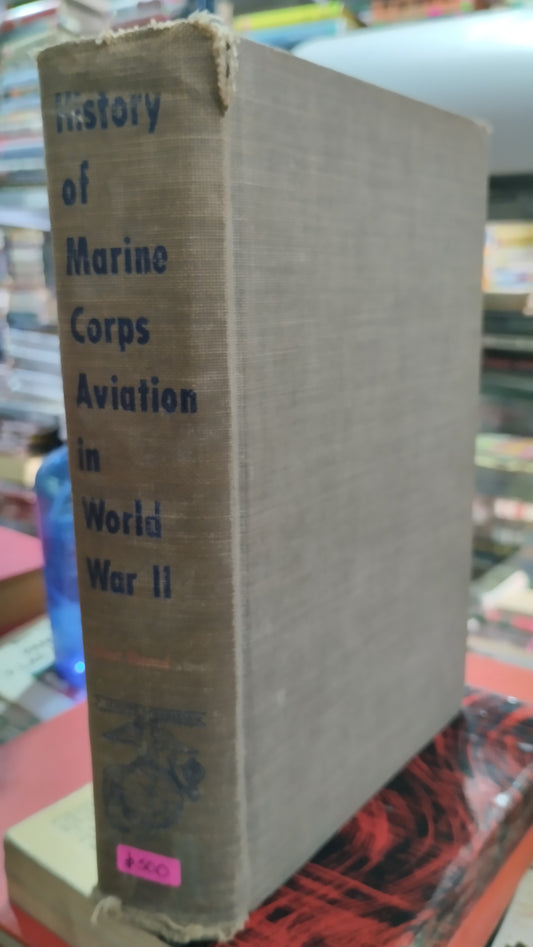 History
of
Marine
Corps
Aviation
in
World
War II
$500